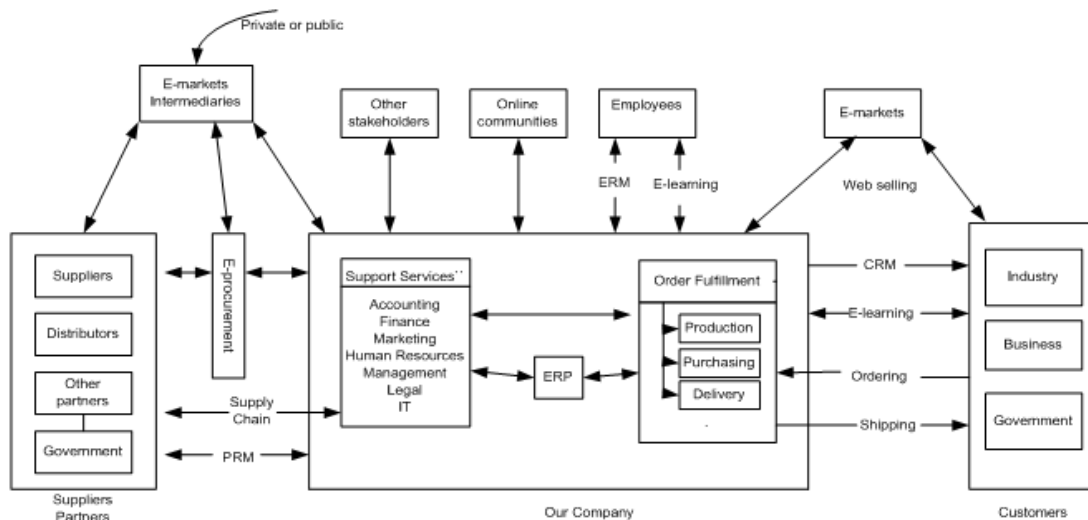 Private or public
E-markets
Intermediaries
Other
stakeholders
Online
communities
Employees
E-markets
ERM
E-learning
Web selling
Suppliers
Distributors
Other
partners
Government
E-procurement
Supply
Chain
PRM
Support Services``
Accounting
Finance
Marketing
Human Resources
Management
Legal
IT
ERP
Order Fulfillment
Production
Purchasing
Delivery
CRM
E-learning
Ordering
Shipping
Industry
Business
Government
Suppliers
Partners
Our Company
Customers